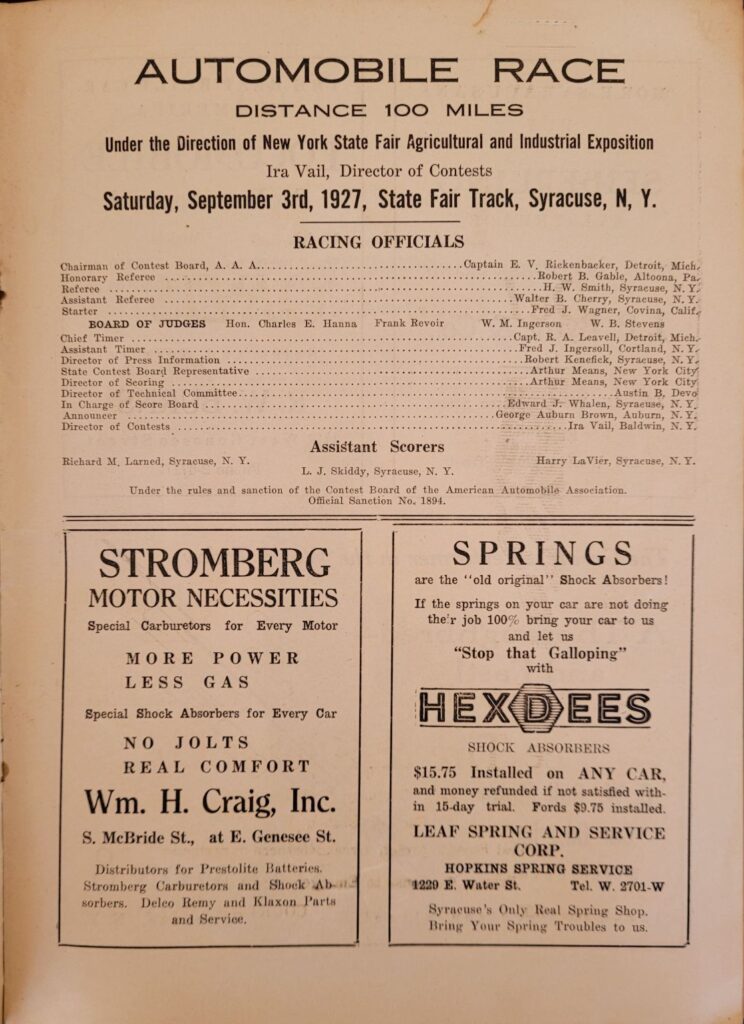 AUTOMOBILE RACE
DISTANCE 100 MILES
Under the Direction of New York State Fair Agricultural and Industrial Exposition
Ira Vail, Director of Contests
Saturday, September 3rd, 1927, State Fair Track, Syracuse, N, Y.
RACING OFFICIALS
Chairman of Contest Board, A. A. A. Captain E. V. Rickenbacker, Detroit, Mich.
Honorary Referee Robert B. Gable, Altoona, Pa.
Referee H. W. Smith, Syracuse, N. Y.
Assistant Referee Walter B. Cherry, Syracuse, N. Y.
Starter Fred J. Wagner, Covina, Calif.
BOARD OF JUDGES Hon. Charles E. Hanna Frank Revoir W. M. Ingerson W. B. Stevens
Chief Timer Capt. R. A. Leavell, Detroit, Mich.
Assistant Timer Fred J. Ingersoll, Cortland, N. Y.
Director of Press Information Robert Kenefick, Syracuse, N. Y.
State Contest Board Representative Arthur Means, New York City
Director of Scoring Arthur Means, New York City
Director of Technical Committee Austin B, Devo
In Charge of Score Board Edward J. Whalen, Syracuse, N. Y.
Announcer George Auburn Brown, Auburn, N. Y.
Director of Contests Ira Vail, Baldwin, N. Y.
Assistant Scorers
Richard M. Larned, Syracuse, N. Y. Harry LaVier, Syracuse, N. Y.
L. J. Skiddy, Syracuse, N. Y.
Under the rules and sanction of the Contest Board of the American Automobile Association.
Official Sanction No. 1894.
STROMBERG
MOTOR NECESSITIES
Special Carburetors for Every Motor
MORE POWER
LESS GAS
Special Shock Absorbers for Every Car
NO JOLTS
REAL COMFORT
Wm. H. Craig, Inc.
S. McBride St., at E. Genesee St.
Distributors for Prestolite Batteries.
Stromberg Carburetors and Shock Ab-
sorbers. Delco Remy and Klaxon Parts
and Service.
SPRINGS
are the "old original" Shock Absorbers!
If the springs on your car are not doing
the'r job 100% bring your car to us
and let us
"Stop that Galloping"
with
HEXDEES
SHOCK ABSORBERS
$15.75 Installed on ANY CAR,
and money refunded if not satisfied with-
in 15-day trial. Fords $9.75 installed.
LEAF SPRING AND SERVICE
CORP.
HOPKINS SPRING SERVICE
1229 E. Water St. Tel. W. 2701-W
Syracuse's Only Real Spring Shop.
Bring Your Spring Troubles to us.